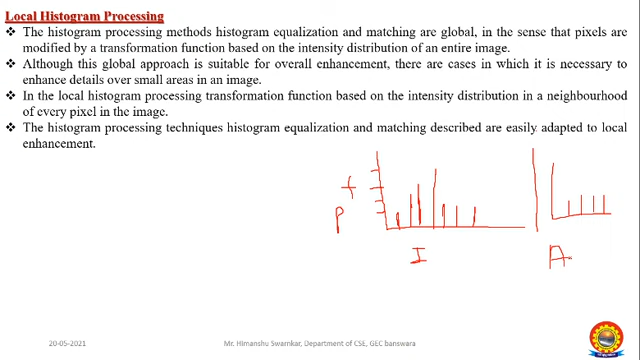 Local Histogram Processing
❖ The histogram processing methods histogram equalization and matching are global, in the sense that pixels are
modified by a transformation function based on the intensity distribution of an entire image.
❖ Although this global approach is suitable for overall enhancement, there are cases in which it is necessary to
enhance details over small areas in an image.
❖ In the local histogram processing transformation function based on the intensity distribution in a neighbourhood
of every pixel in the image.
❖ The histogram processing techniques histogram equalization and matching described are easily adapted to local
enhancement.
f
P
I
A
20-05-2021
Mr. Himanshu Swarnkar, Department of CSE, GEC banswara